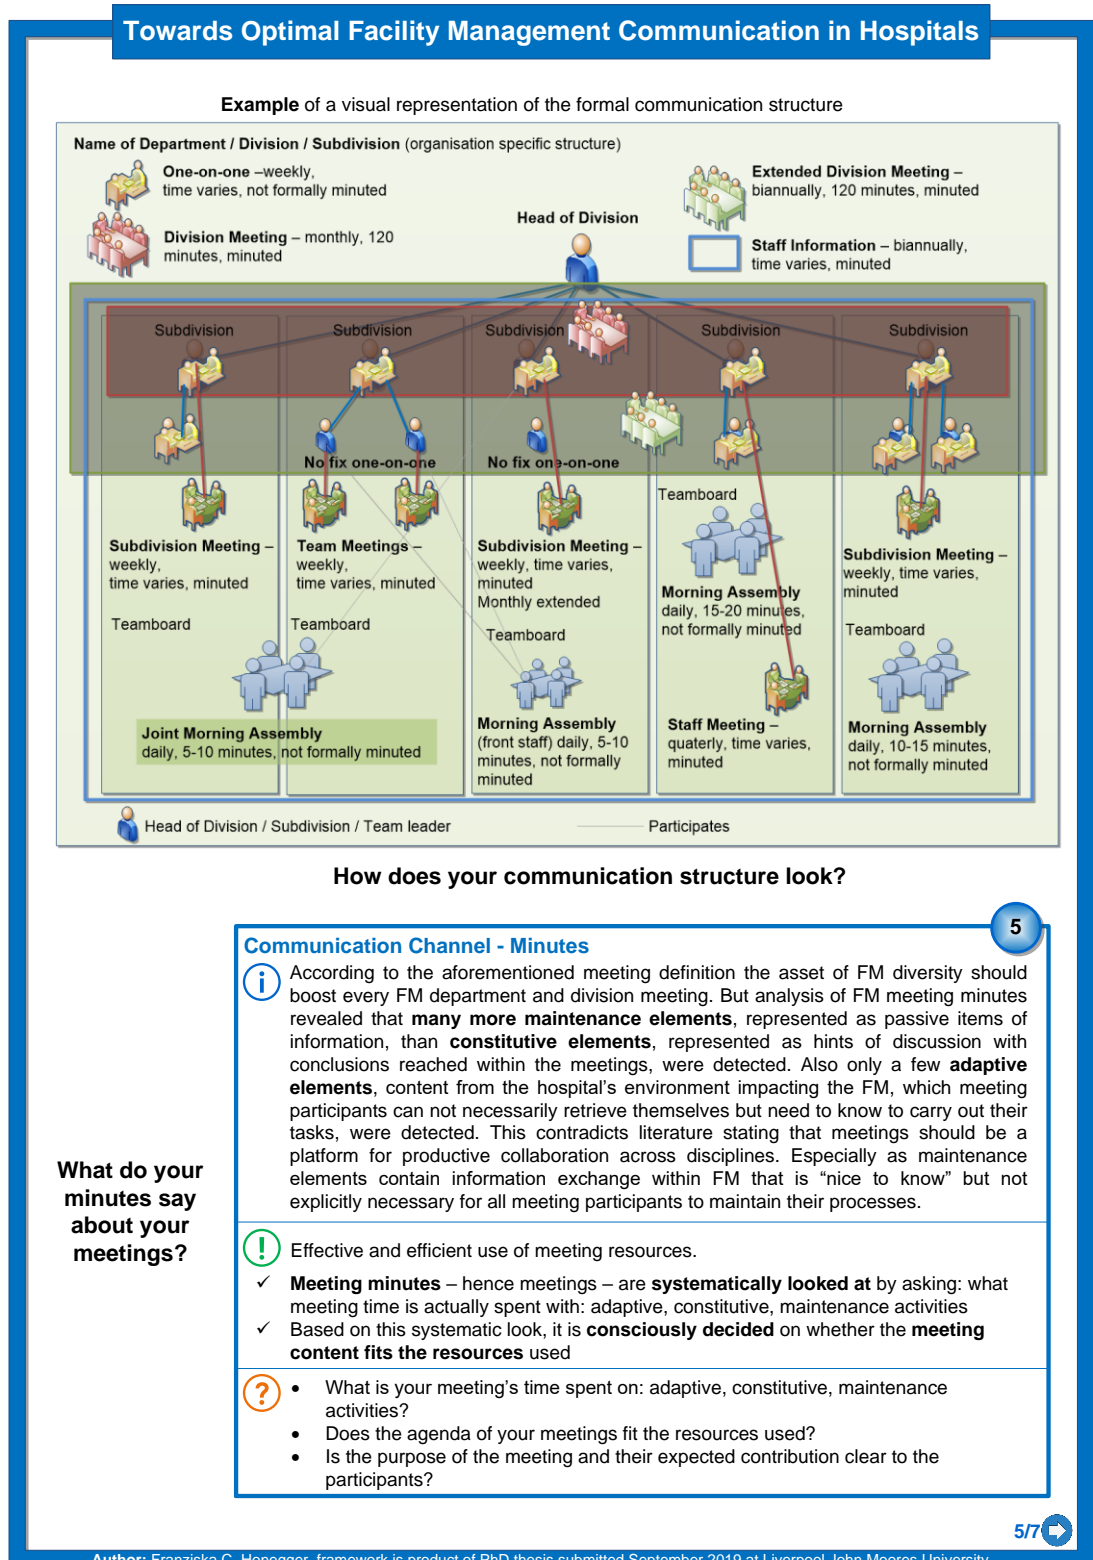 Towards Optimal Facility Management Communication in Hospitals
Example of a visual representation of the formal communication structure
Name of Department / Division / Subdivision (organisation specific structure)
One-on-one –weekly,
time varies, not formally minuted
Division Meeting – monthly, 120
minutes, minuted
Head of Division
Extended Division Meeting –
biannually, 120 minutes, minuted
Staff Information – biannually,
time varies, minuted
Subdivision
Subdivision
Subdivision
Subdivision
Subdivision
No fix one-on-one
No fix one-on-one
Subdivision Meeting –
weekly,
time varies, minuted
Teamboard
Team Meetings –
weekly,
time varies, minuted
Teamboard
Joint Morning Assembly
daily, 5-10 minutes, not formally minuted
Subdivision Meeting –
weekly, time varies,
minuted
Monthly extended
Teamboard
Morning Assembly
(front staff) daily, 5-10
minutes, not formally
minuted
Teamboard
Morning Assembly
daily, 15-20 minutes,
not formally minuted
Staff Meeting –
quaterly, time varies,
minuted
Subdivision Meeting –
weekly, time varies,
minuted
Teamboard
Morning Assembly
daily, 10-15 minutes,
not formally minuted
Head of Division / Subdivision / Team leader
Participates
How does your communication structure look?
What do your
minutes say
about your
meetings?
5
Communication Channel - Minutes
i
According to the aforementioned meeting definition the asset of FM diversity should
boost every FM department and division meeting. But analysis of FM meeting minutes
revealed that many more maintenance elements, represented as passive items of
information, than constitutive elements, represented as hints of discussion with
conclusions reached within the meetings, were detected. Also only a few adaptive
elements, content from the hospital's environment impacting the FM, which meeting
participants can not necessarily retrieve themselves but need to know to carry out their
tasks, were detected. This contradicts literature stating that meetings should be a
platform for productive collaboration across disciplines. Especially as maintenance
elements contain information exchange within FM that is “nice to know” but not
explicitly necessary for all meeting participants to maintain their processes.
!
Effective and efficient use of meeting resources.
✓ Meeting minutes – hence meetings – are systematically looked at by asking: what
meeting time is actually spent with: adaptive, constitutive, maintenance activities
✓ Based on this systematic look, it is consciously decided on whether the meeting
content fits the resources used
?
• What is your meeting's time spent on: adaptive, constitutive, maintenance
activities?
• Does the agenda of your meetings fit the resources used?
• Is the purpose of the meeting and their expected contribution clear to the
participants?
5/7
Author: Franziska C. Honegger, framework is product of PhD thesis submitted September 2019 at Liverpool John Moores University